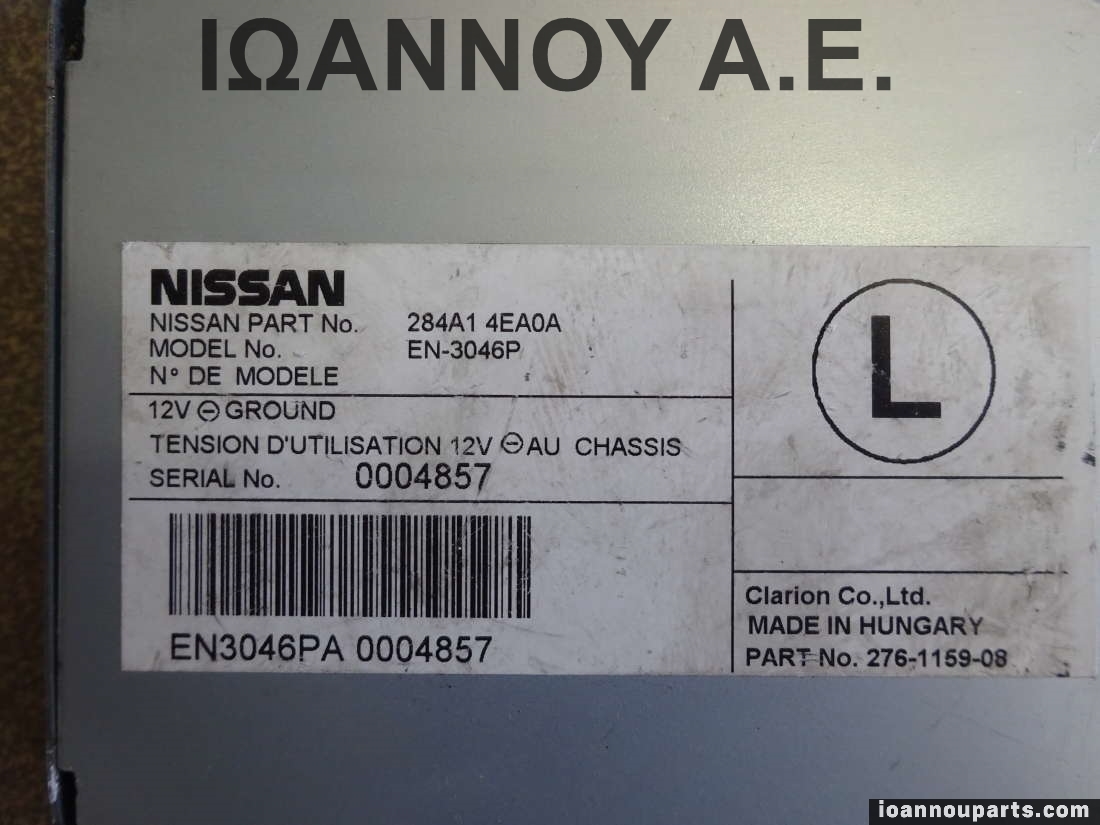 ΙΩΑΝΝΟΥ Α.Ε.
NISSAN
NISSAN PART No. 284A1 4EA0A
MODEL No. EN-3046P
N° DE MODELE
12V ⊖ GROUND
TENSION D'UTILISATION 12V ⊖ AU CHASSIS
SERIAL No. 0004857
EN3046PA 0004857
L
Clarion Co.,Ltd.
MADE IN HUNGARY
PART No. 276-1159-08
ioannouparts.com